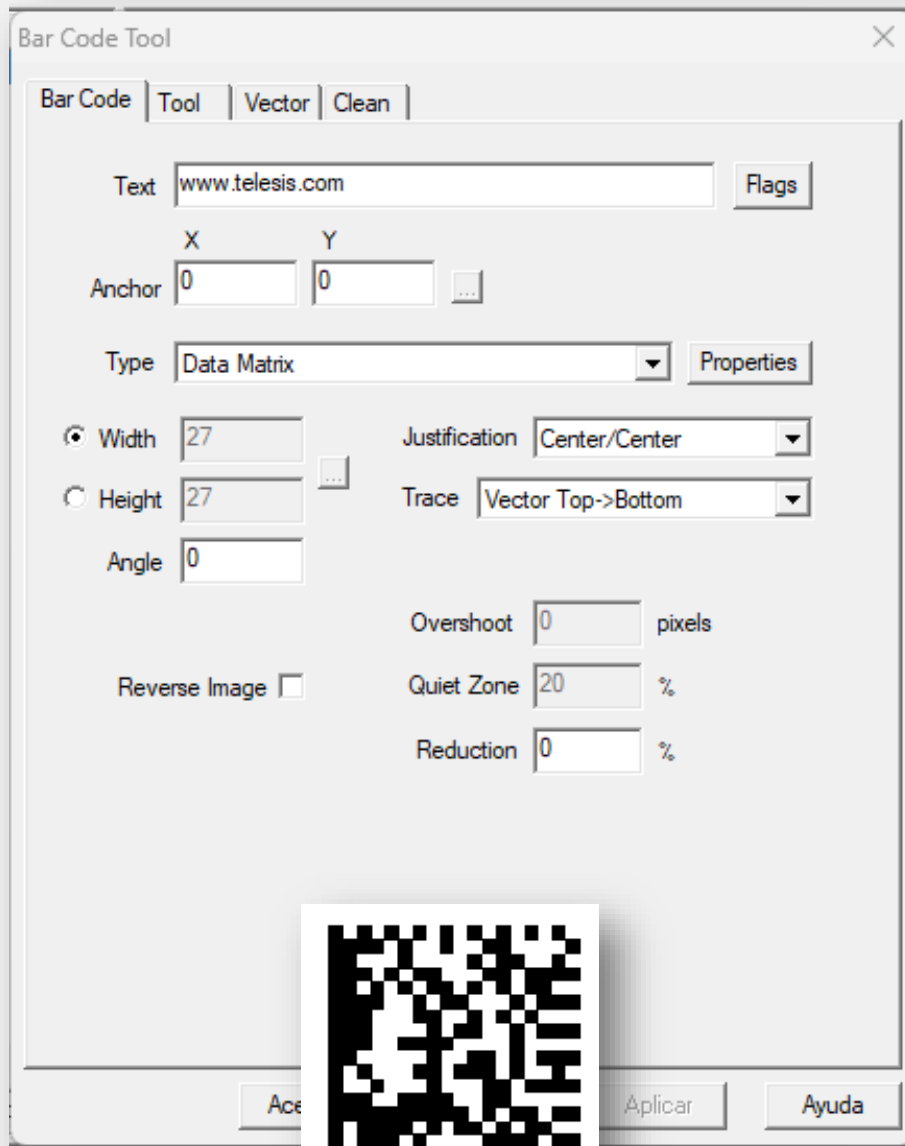 Bar Code Tool
Bar Code Tool Vector Clean
Text www.telesis.com Flags
X Y
Anchor 0 0 ...
Type Data Matrix Properties
Width 27 Justification Center/Center
...
Height 27 Trace Vector Top->Bottom
Angle 0
Overshoot 0 pixels
Reverse Image Quiet Zone 20 %
Reduction 0 %
Aplicar Ayuda